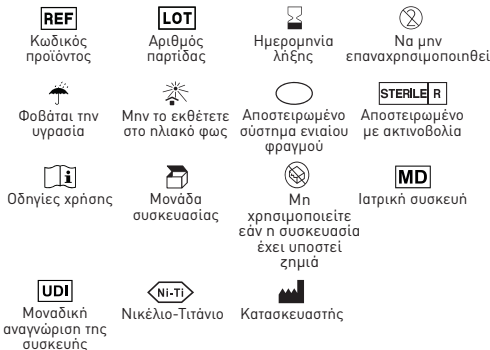 REF
LOT
2
Κωδικός
προϊόντος
Αριθμός
παρτίδας
Ημερομηνία
λήξης
Να μην
επαναχρησιμοποιηθεί
STERILE R
Φοβάται την
υγρασία
Μην το εκθέτετε
στο ηλιακό φως
Αποστειρωμένο
σύστημα ενιαίου
φραγμού
Αποστειρωμένο
με ακτινοβολία
i
MD
Οδηγίες χρήσης
Μονάδα
συσκευασίας
Μη
χρησιμοποιείτε
εάν η συσκευασία
έχει υποστεί
ζημιά
Ιατρική συσκευή
UDI
Ni-Ti
Μοναδική
αναγνώριση της
συσκευής
Νικέλιο-Τιτάνιο
Κατασκευαστής